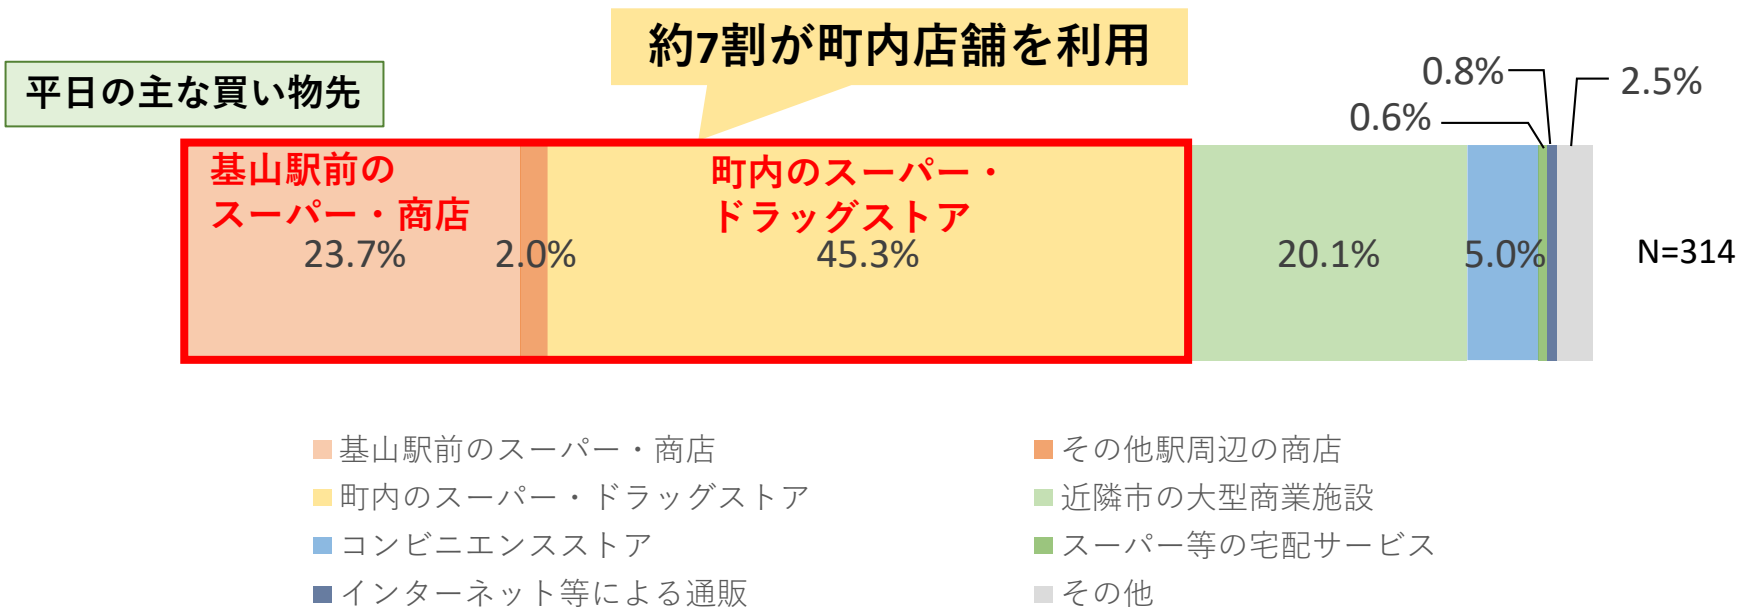 約7割が町内店舗を利用
平日の主な買い物先
0.8%
2.5%
0.6%
基山駅前の
スーパー・商店
町内のスーパー・
ドラッグストア
23.7%
2.0%
45.3%
20.1%
5.0%
N=314
基山駅前のスーパー・商店
その他駅周辺の商店
町内のスーパー・ドラッグストア
近隣市の大型商業施設
コンビニエンスストア
スーパー等の宅配サービス
インターネット等による通販
その他